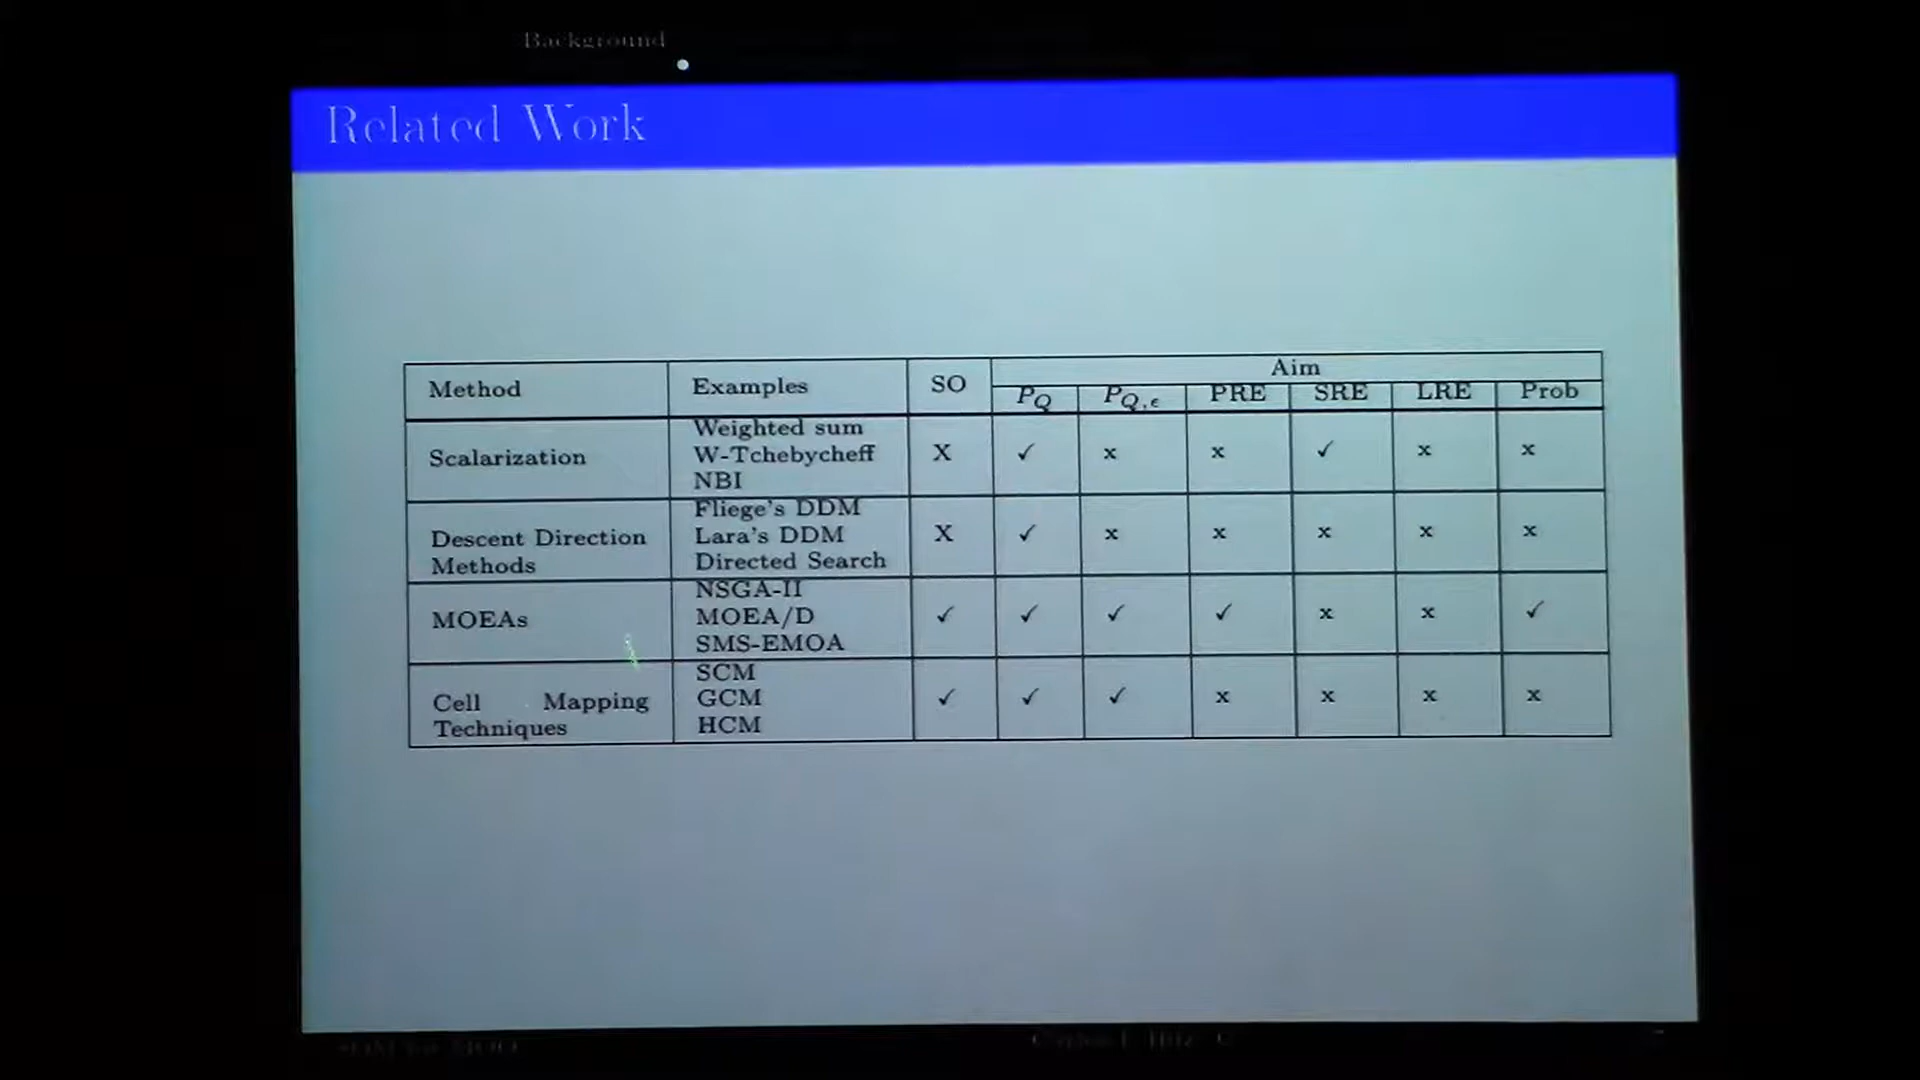 Background
Related Work
Method Examples SO Aim
P_Q P_{Q,ϵ} PRE SRE LRE Prob
Scalarization
Weighted sum
W-Tchebycheff
NBI
X ✓ x x ✓ x x
Descent Direction
Methods
Fliege's DDM
Lara's DDM
Directed Search
X ✓ x x x x x
MOEAs
NSGA-II
MOEA/D
SMS-EMOA
✓ ✓ ✓ ✓ x x ✓
Cell Mapping
Techniques
SCM
GCM
HCM
✓ ✓ ✓ x x x x